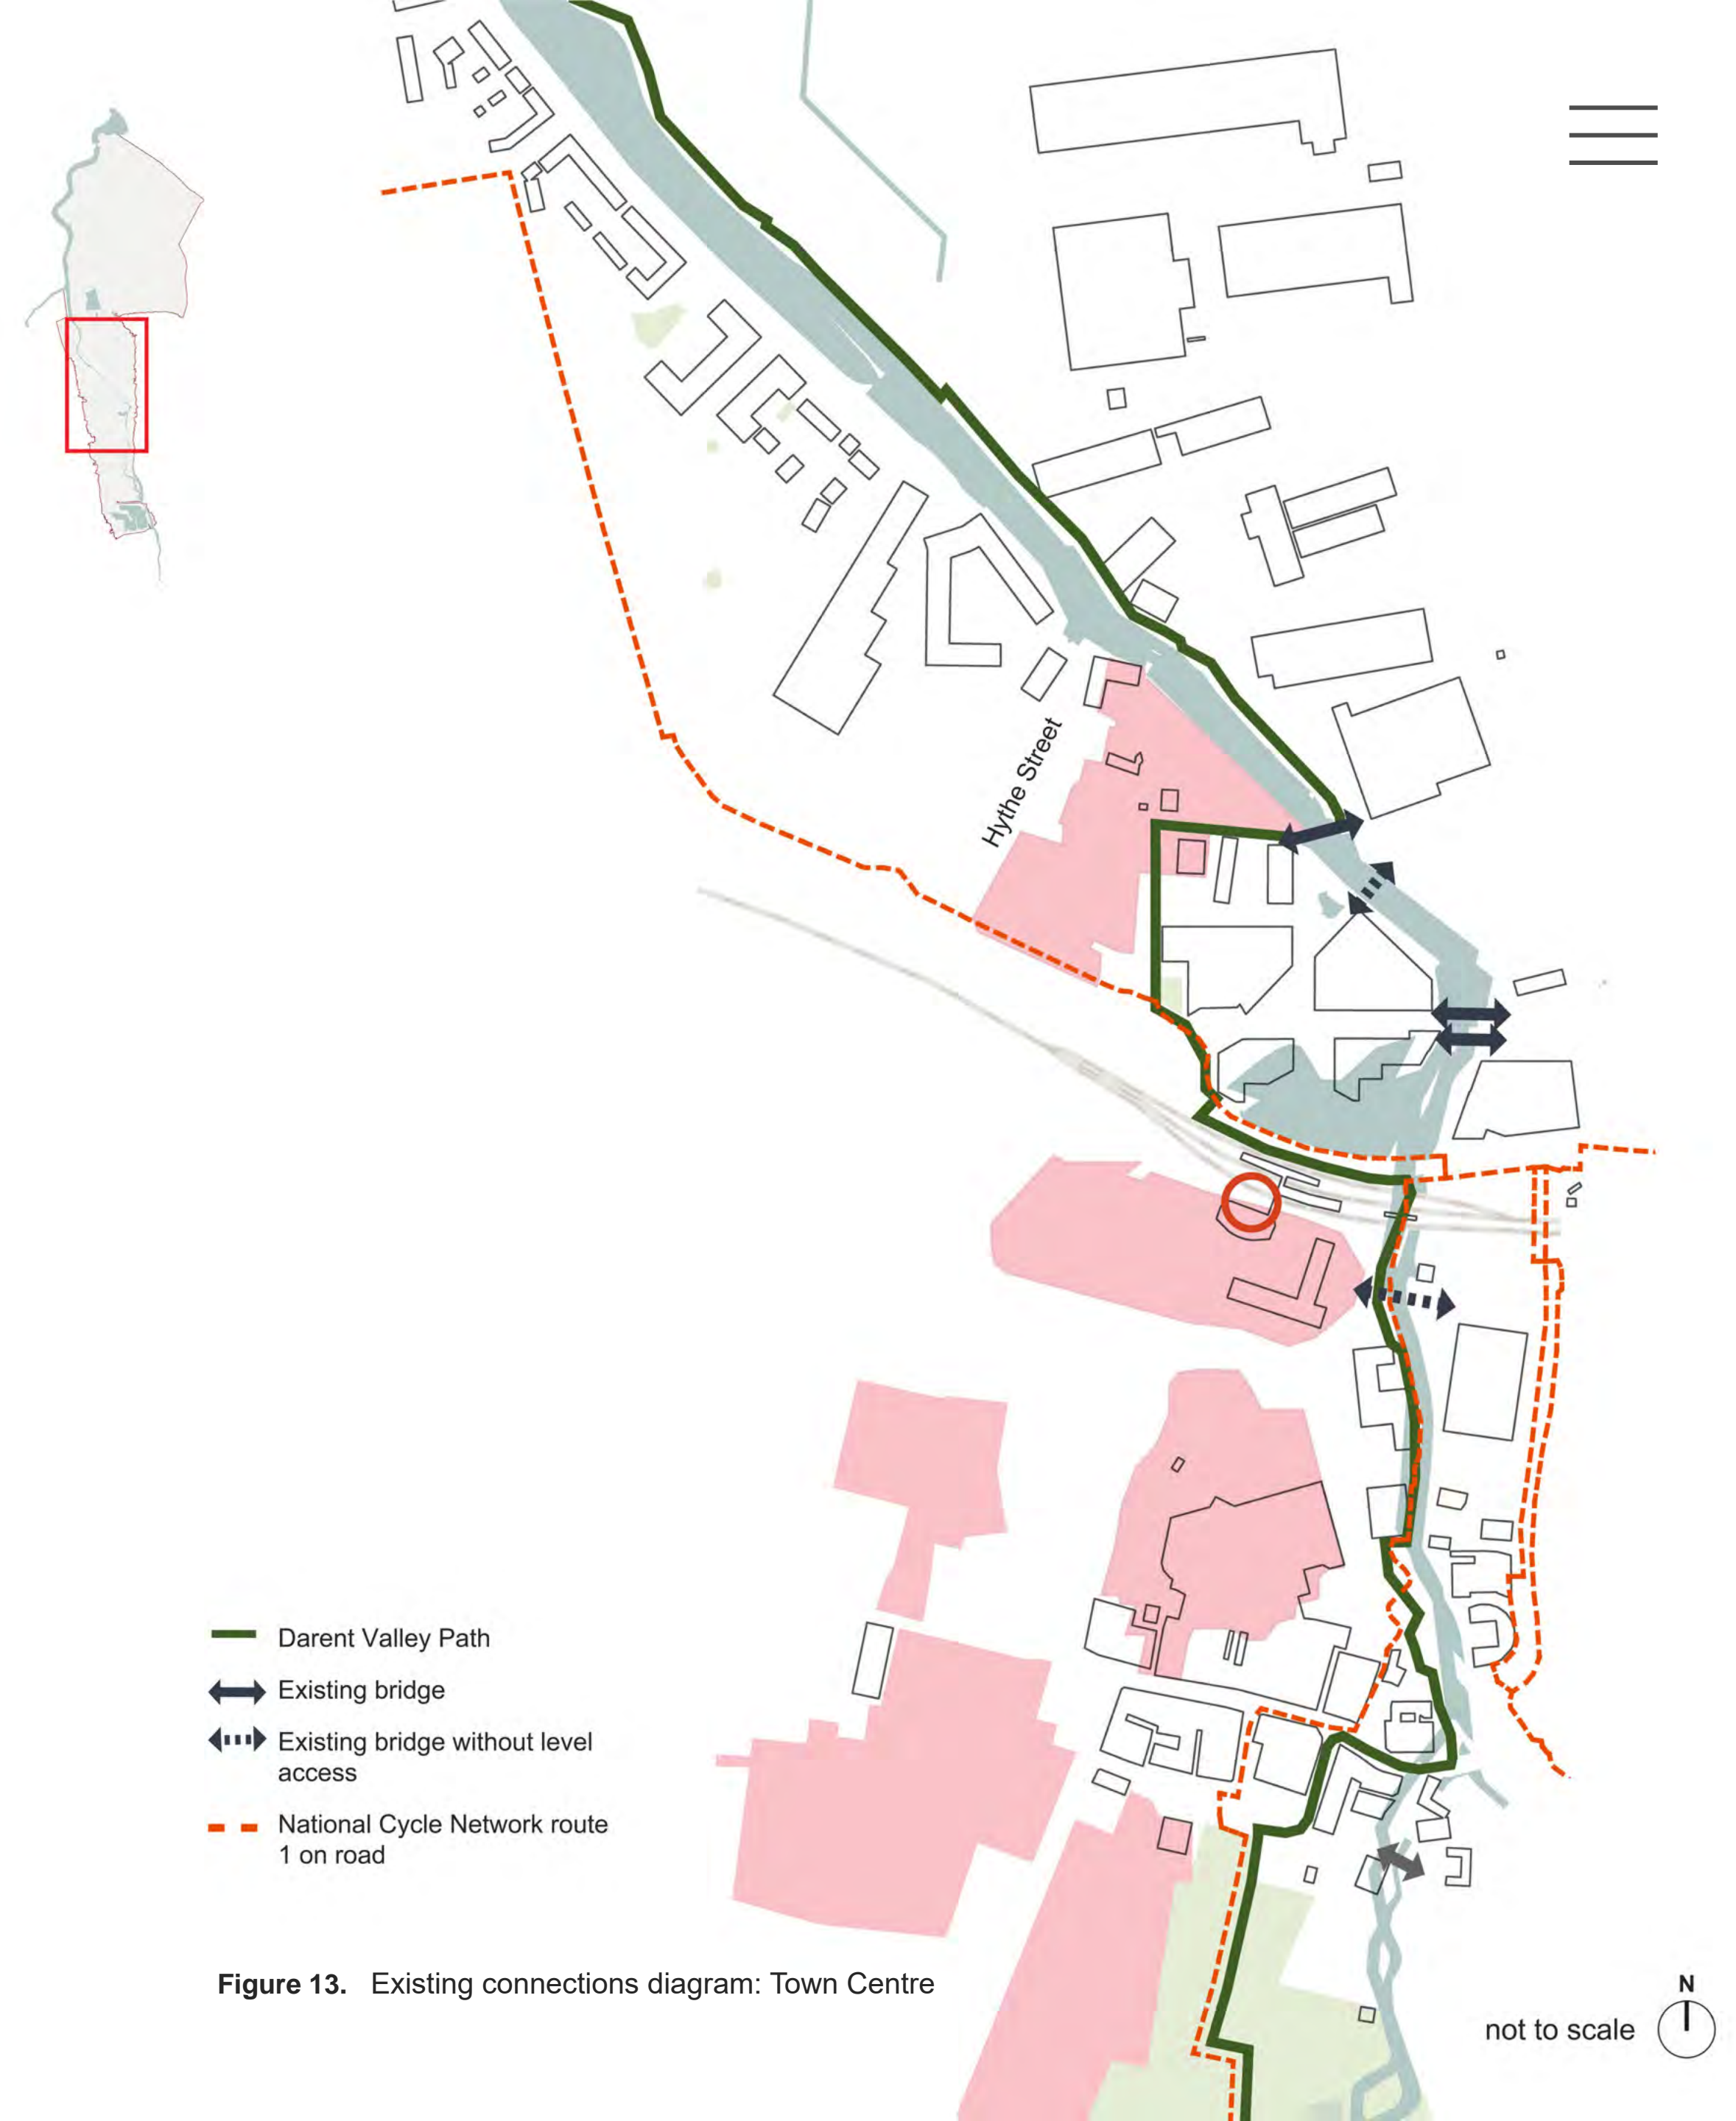 Hythe Street
Darent Valley Path
Existing bridge
Existing bridge without level
access
National Cycle Network route
1 on road
Figure 13. Existing connections diagram: Town Centre
N
not to scale